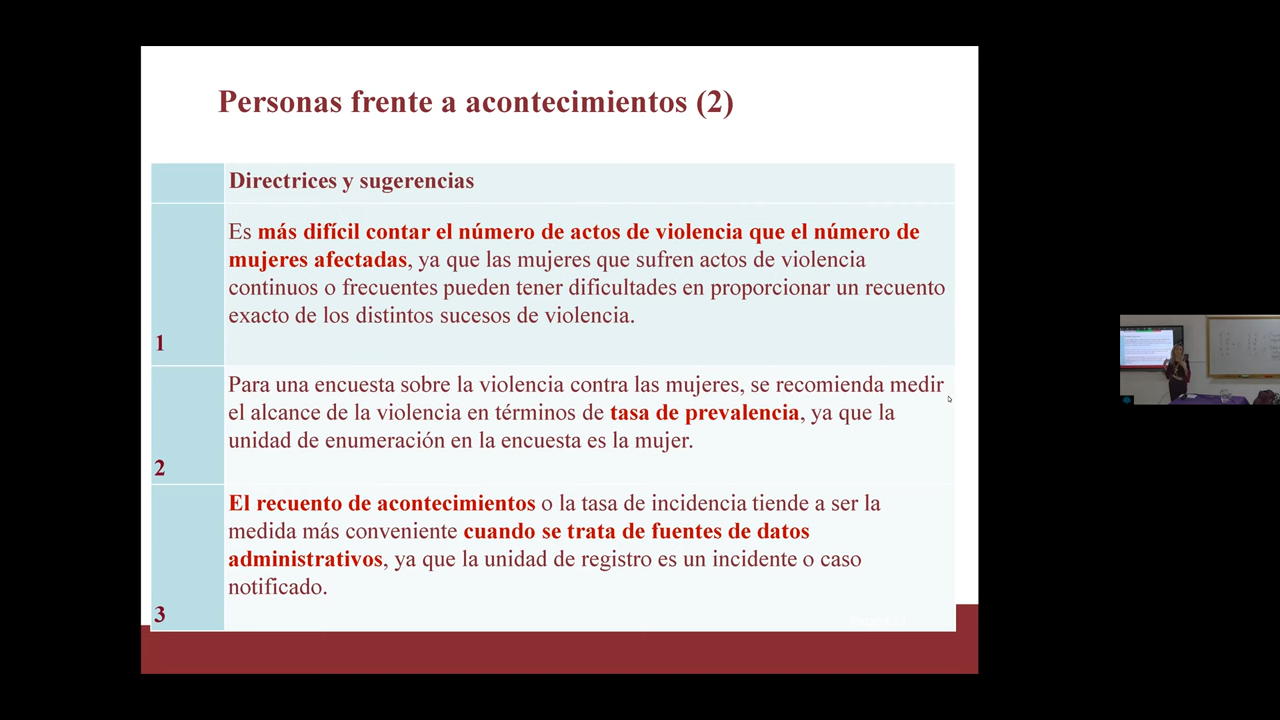 Personas frente a acontecimientos (2)
Directrices y sugerencias
Es más difícil contar el número de actos de violencia que el número de
mujeres afectadas, ya que las mujeres que sufren actos de violencia
continuos o frecuentes pueden tener dificultades en proporcionar un recuento
exacto de los distintos sucesos de violencia.
1
Para una encuesta sobre la violencia contra las mujeres, se recomienda medir
el alcance de la violencia en términos de tasa de prevalencia, ya que la
unidad de enumeración en la encuesta es la mujer.
2
El recuento de acontecimientos o la tasa de incidencia tiende a ser la
medida más conveniente cuando se trata de fuentes de datos
administrativos, ya que la unidad de registro es un incidente o caso
notificado.
3